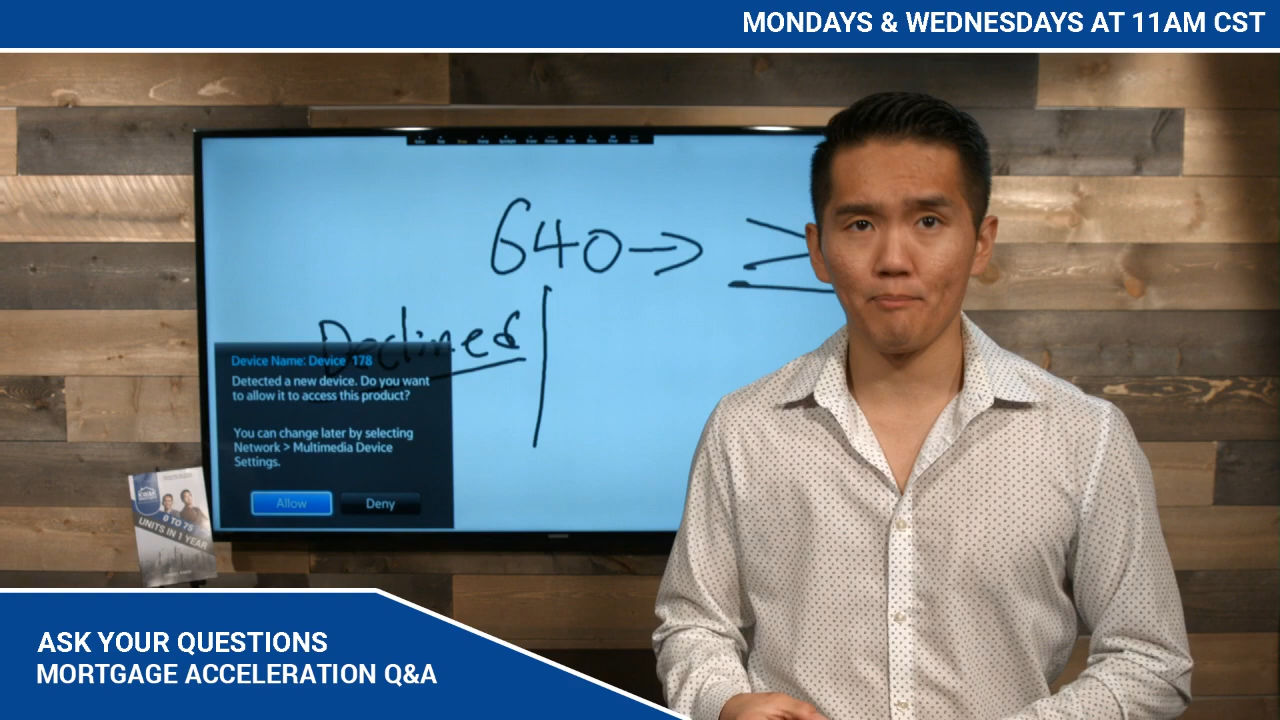 MONDAYS & WEDNESDAYS AT 11AM CST
640 → ≥
Declined
Device Name: Device 178
Detected a new device. Do you want
to allow it to access this product?
You can change later by selecting
Network > Multimedia Device
Settings.
Allow Deny
8 TO 75
UNITS IN 1 YEAR
ASK YOUR QUESTIONS
MORTGAGE ACCELERATION Q&A